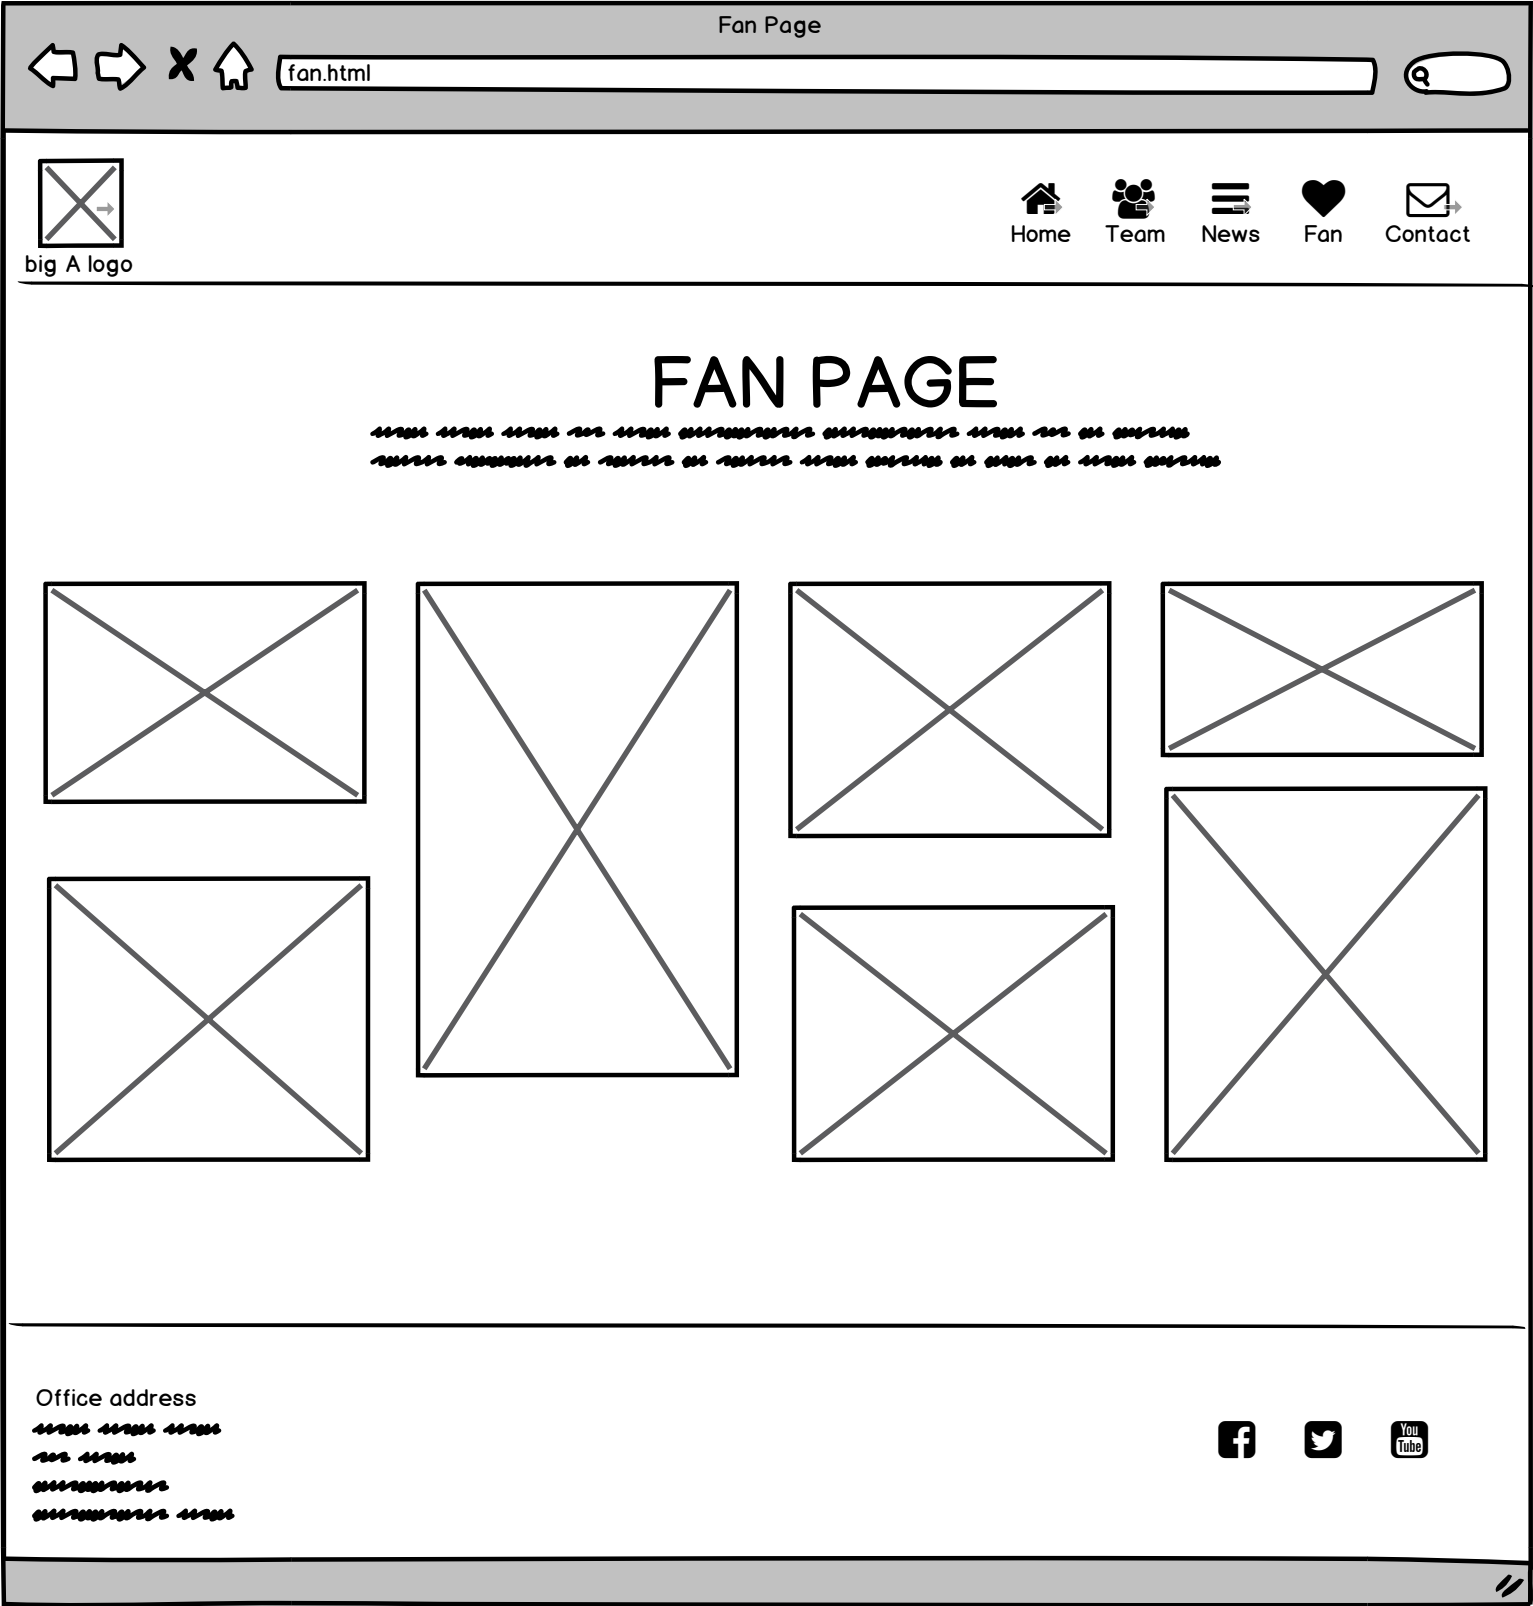 Fan Page
fan.html
big A logo
Home Team News Fan Contact
FAN PAGE
Office address
You
Tube